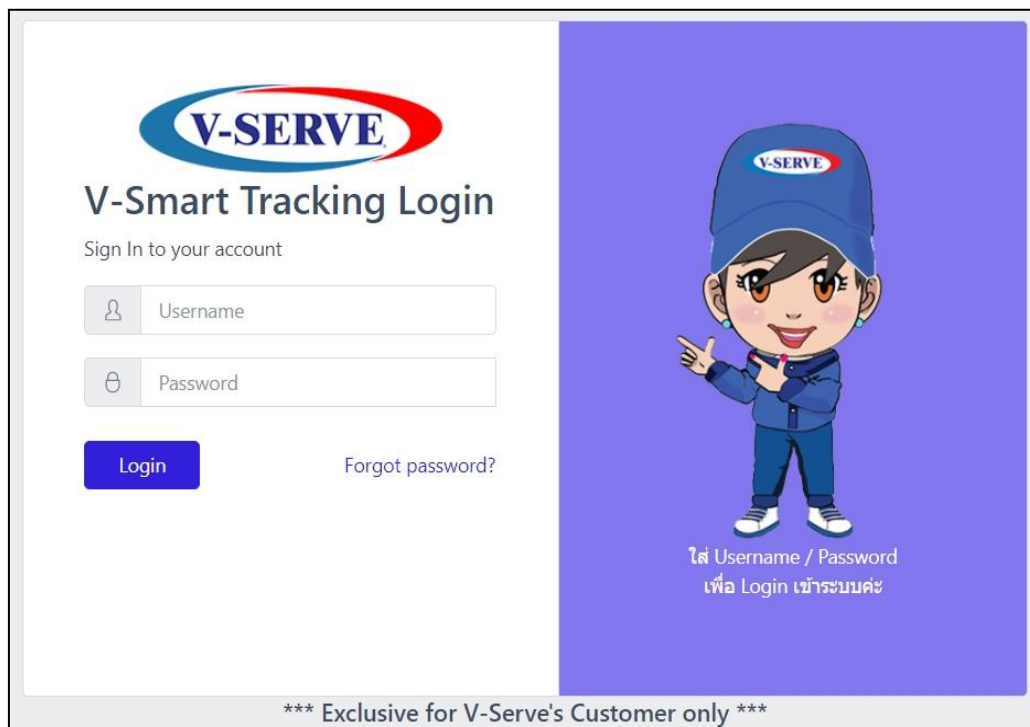 V-SERVE
V-Smart Tracking Login
Sign In to your account
Username
Password
Login
Forgot password?
V-SERVE
ใส่ Username / Password
เพื่อ Login เข้าระบบค่ะ
*** Exclusive for V-Serve's Customer only ***